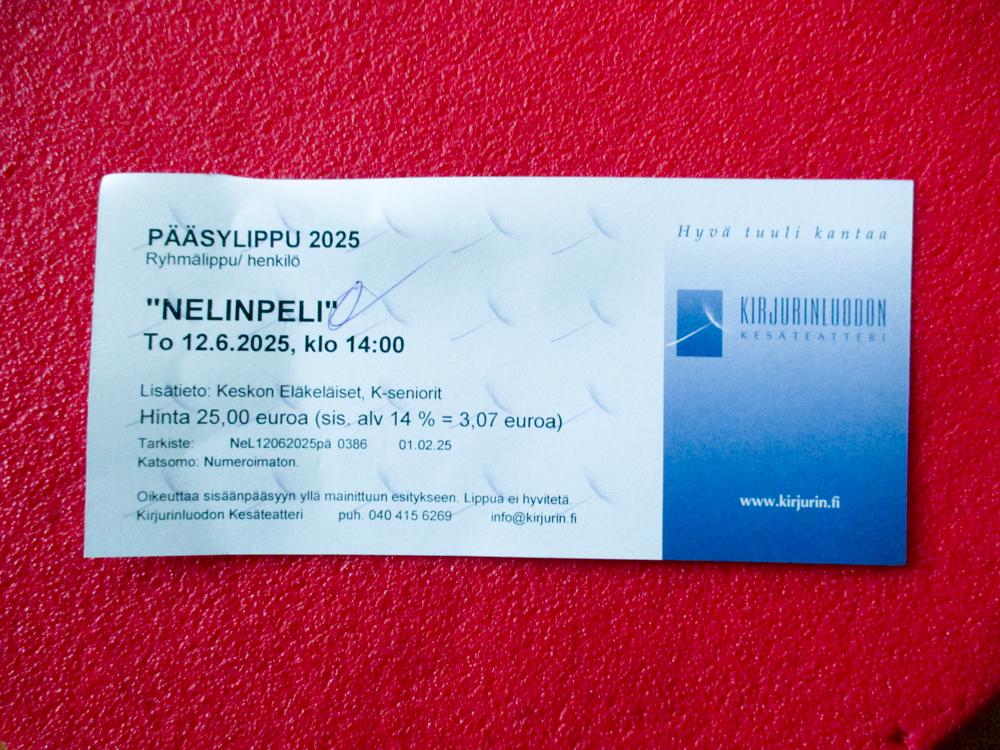 PÄÄSYLIPPU 2025
Ryhmälippu/ henkilö
"NELINPELI"
To 12.6.2025, klo 14:00
Lisätieto: Keskon Eläkeläiset, K-seniorit
Hinta 25,00 euroa (sis. alv 14 % = 3,07 euroa)
Tarkiste: NeL12062025pä 0386 01.02.25
Katsomo: Numeroimaton.
Oikeuttaa sisäänpääsyyn yllä mainittuun esitykseen. Lippua ei hyvitetä.
Kirjurinluodon Kesäteatteri puh. 040 415 6269 info@kirjurin.fi
Hyvä tuuli kantaa
KIRJURINLUODON
KESÄTEATTERI
www.kirjurin.fi